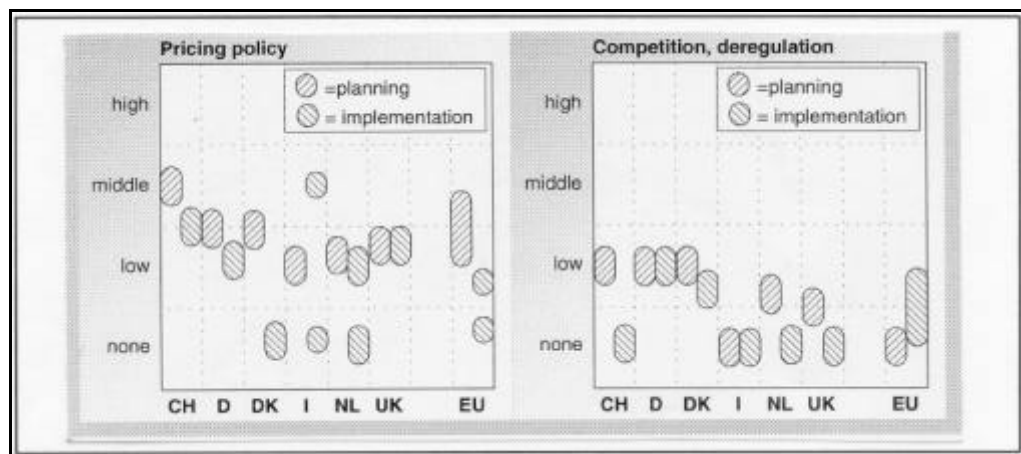 Pricing policy
high
middle
low
none
=planning
= implementation
CH D DK I NL UK EU
Competition, deregulation
high
middle
low
none
=planning
= implementation
CH D DK I NL UK EU